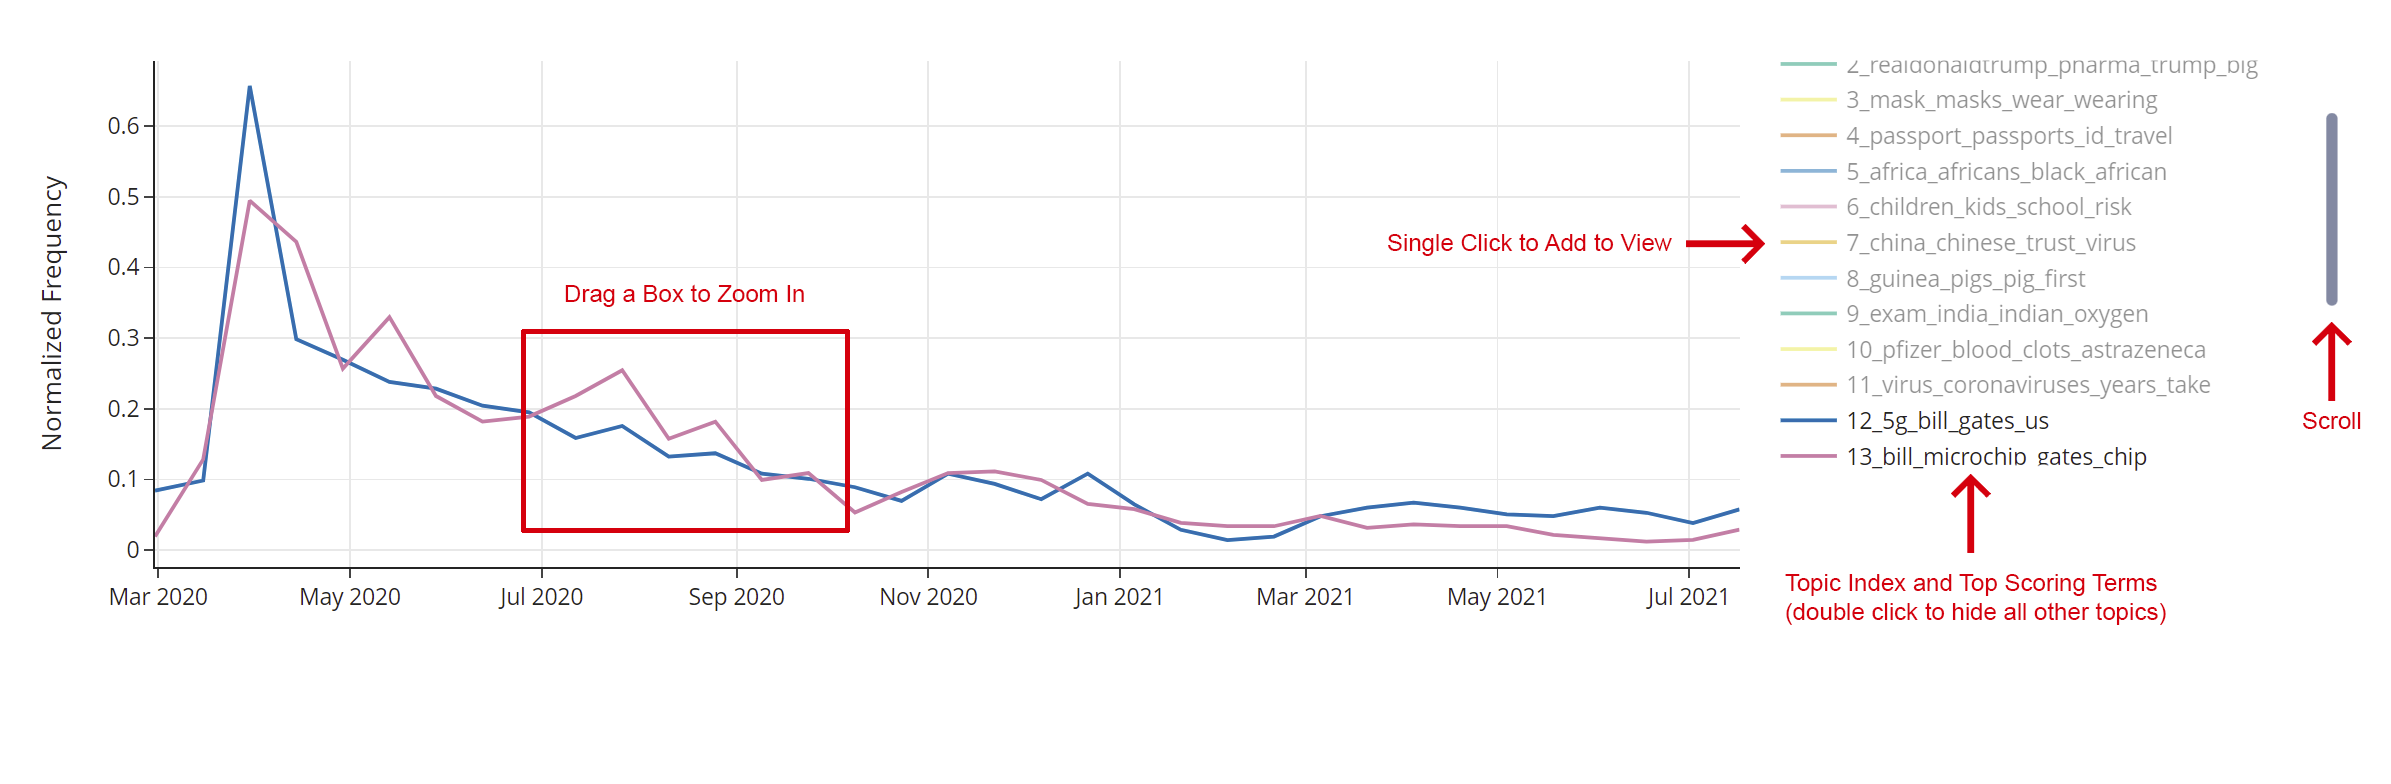 Normalized Frequency
0.6
0.5
0.4
0.3
0.2
0.1
0
Mar 2020
May 2020
Jul 2020
Sep 2020
Nov 2020
Jan 2021
Mar 2021
May 2021
Jul 2021
Drag a Box to Zoom In
Single Click to Add to View
2_realdonaldtrump_pharma_trump_big
3_mask_masks_wear_wearing
4_passport_passports_id_travel
5_africa_africans_black_african
6_children_kids_school_risk
7_china_chinese_trust_virus
8_guinea_pigs_pig_first
9_exam_india_indian_oxygen
10_pfizer_blood_clots_astrazeneca
11_virus_coronaviruses_years_take
12_5g_bill_gates_us
13_bill_microchip_gates_chip
Scroll
Topic Index and Top Scoring Terms
(double click to hide all other topics)